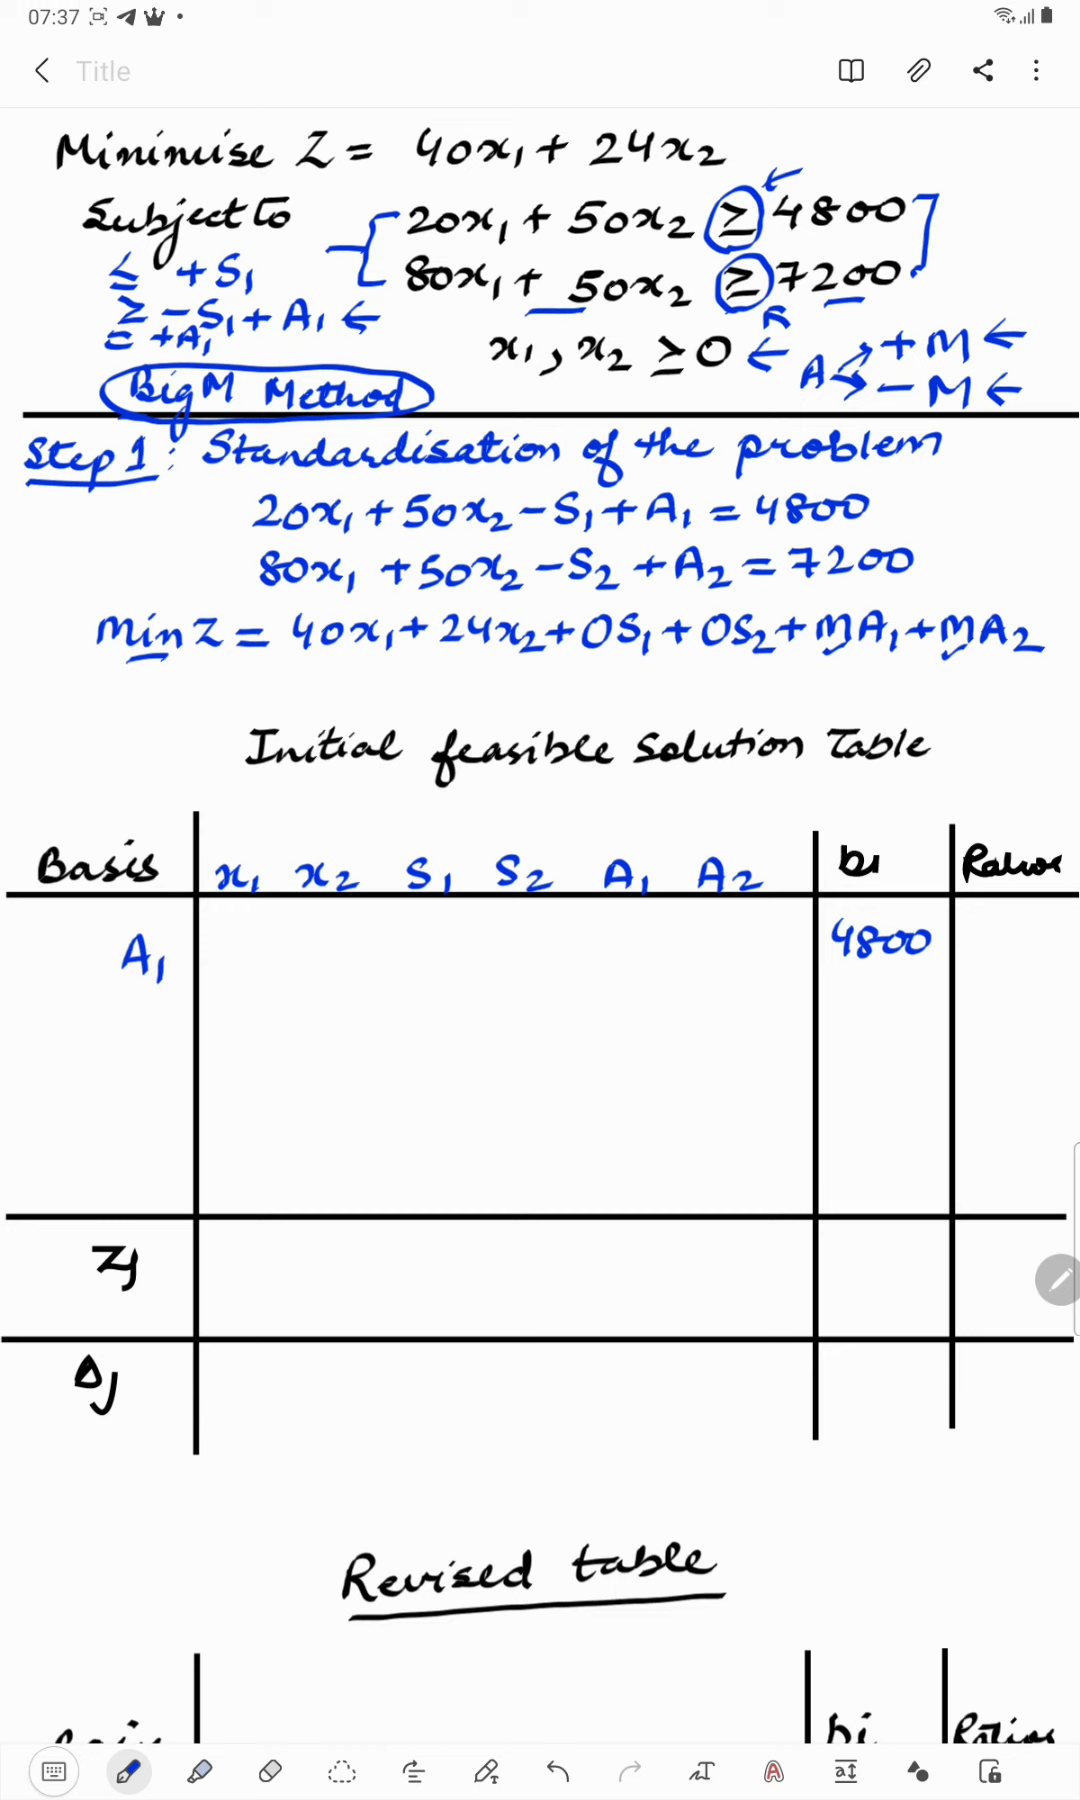 07:37
Title
Minimise Z = 40x₁ + 24x₂
Subject to 20x₁ + 50x₂ ≥ 4800
80x₁ + 50x₂ ≥ 7200
x₁, x₂ ≥ 0
≤ +S₁
≥ -S₁ + A₁ ←
= +A₁
A +M ←
-M ←
Big M Method
Step 1: Standardisation of the problem
20x₁ + 50x₂ - S₁ + A₁ = 4800
80x₁ + 50x₂ - S₂ + A₂ = 7200
Min Z = 40x₁ + 24x₂ + 0S₁ + 0S₂ + MA₁ + MA₂
Initial feasible Solution Table
Basis x₁ x₂ S₁ S₂ A₁ A₂ bi Ratios
A₁ 4800
Zj
Δj
Revised table
bi Ratios